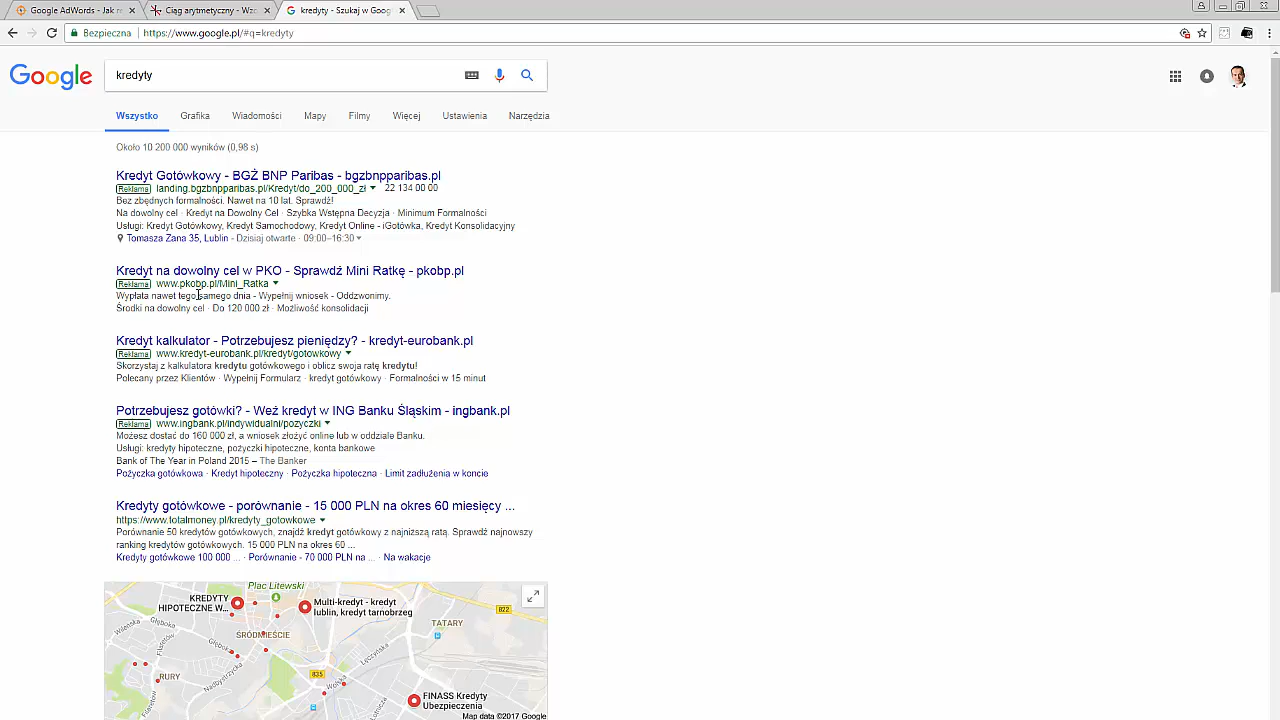 Google AdWords - Jak re
Ciąg arytmetyczny - Wzo
kredyty - Szukaj w Goog
Bezpieczna
https://www.google.pl/#q=kredyty
Google
kredyty
Wszystko Grafika Wiadomości Mapy Filmy Więcej Ustawienia Narzędzia
Około 10 200 000 wyników (0,98 s)
Kredyt Gotówkowy - BGŻ BNP Paribas - bgzbnpparibas.pl
Reklama landing.bgzbnpparibas.pl/Kredyt/do_200_000_zł 22 134 00 00
Bez zbędnych formalności. Nawet na 10 lat. Sprawdź!
Na dowolny cel · Kredyt na Dowolny Cel · Szybka Wstępna Decyzja · Minimum Formalności
Usługi: Kredyt Gotówkowy, Kredyt Samochodowy, Kredyt Online - iGotówka, Kredyt Konsolidacyjny
Tomasza Zana 35, Lublin - Dzisiaj otwarte · 09:00–16:30
Kredyt na dowolny cel w PKO - Sprawdź Mini Ratkę - pkobp.pl
Reklama www.pkobp.pl/Mini_Ratka
Wypłata nawet tego samego dnia - Wypełnij wniosek - Oddzwonimy.
Środki na dowolny cel · Do 120 000 zł · Możliwość konsolidacji
Kredyt kalkulator - Potrzebujesz pieniędzy? - kredyt-eurobank.pl
Reklama www.kredyt-eurobank.pl/kredyt/gotowkowy
Skorzystaj z kalkulatora kredytu gotówkowego i oblicz swoja ratę kredytu!
Polecany przez Klientów · Wypełnij Formularz · kredyt gotówkowy · Formalności w 15 minut
Potrzebujesz gotówki? - Weź kredyt w ING Banku Śląskim - ingbank.pl
Reklama www.ingbank.pl/indywidualni/pozyczki
Możesz dostać do 160 000 zł, a wniosek złożyć online lub w oddziale Banku.
Usługi: kredyty hipoteczne, pożyczki hipoteczne, konta bankowe
Bank of The Year in Poland 2015 – The Banker
Pożyczka gotówkowa · Kredyt hipoteczny · Pożyczka hipoteczna · Limit zadłużenia w koncie
Kredyty gotówkowe - porównanie - 15 000 PLN na okres 60 miesięcy ...
https://www.totalmoney.pl/kredyty_gotowkowe
Porównanie 50 kredytów gotówkowych, znajdź kredyt gotówkowy z najniższą ratą. Sprawdź najnowszy
ranking kredytów gotówkowych. 15 000 PLN na okres 60 ...
Kredyty gotówkowe 100 000 ... · Porównanie - 70 000 PLN na ... · Na wakacje
Plac Litewski
KREDYTY
HIPOTECZNE W...
Multi-kredyt - kredyt
lublin, kredyt tarnobrzeg
822
TATARY
Głęboka
Głęboka
ŚRÓDMIEŚCIE
Łęczyńska
RURY
835
FINASS Kredyty
Ubezpieczenia
Map data ©2017 Google